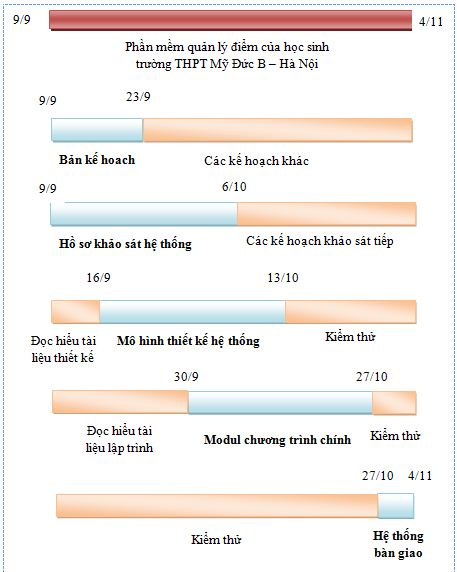 9/9
4/11
Phần mềm quản lý điểm của học sinh
trường THPT Mỹ Đức B – Hà Nội
9/9
23/9
Bản kế hoach
Các kế hoạch khác
9/9
6/10
Hồ sơ khảo sát hệ thống
Các kế hoạch khảo sát tiếp
16/9
13/10
Đọc hiểu tài
liệu thiết kế
Mô hình thiết kế hệ thống
Kiểm thử
30/9
27/10
Đọc hiểu tài
liệu lập trình
Modul chương trình chính
Kiểm thử
27/10
4/11
Kiểm thử
Hệ thống
bàn giao